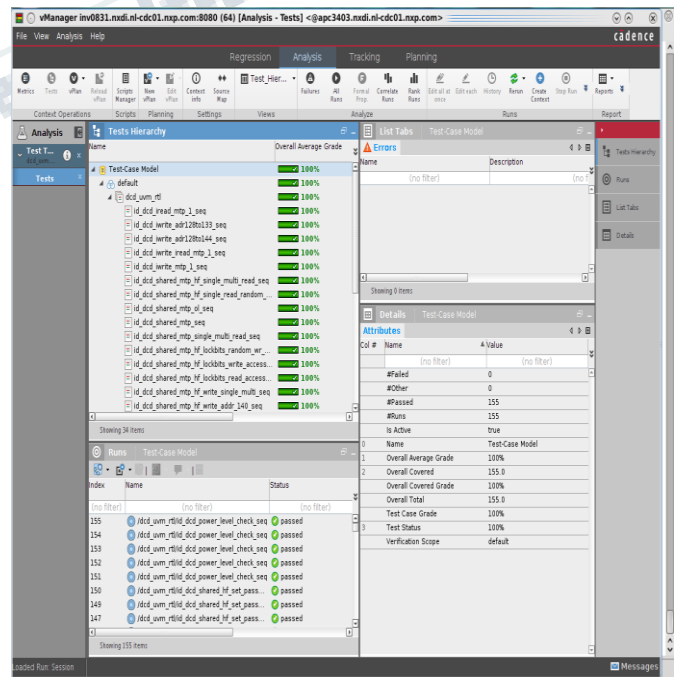 vManager inv0831.nxdi.nl-cdc01.nxp.com:8080 (64) [Analysis - Tests] <@apc3403.nxdi.nl-cdc01.nxp.com>
File View Analysis Help
cādence
Regression Analysis Tracking Planning
Metrics Tests vPlan Reload vPlan Scripts Manager New vPlan Edit vPlan Context info Source Map Test_Hier... Failures All Runs Formal Prop. Correlate Runs Rank Runs Edit all at once Edit each History Rerun Create Context Stop Run Reports
Context Operations Scripts Planning Settings Views Analyze Runs Report
Analysis
Test T...
Tests
Tests Hierarchy
Name Overall Average Grade
Test-Case Model 100%
default 100%
dcd_uvm_rtl 100%
id_dcd_iread_mtp_1_seq 100%
id_dcd_iwrite_adr128to133_seq 100%
id_dcd_iwrite_adr128to144_seq 100%
id_dcd_iwrite_iread_mtp_1_seq 100%
id_dcd_iwrite_mtp_1_seq 100%
id_dcd_shared_mtp_hf_single_multi_read_seq 100%
id_dcd_shared_mtp_hf_single_read_random_... 100%
id_dcd_shared_mtp_ol_seq 100%
id_dcd_shared_mtp_seq 100%
id_dcd_shared_mtp_single_multi_read_seq 100%
id_dcd_shared_mtp_hf_lockbits_random_wr_... 100%
id_dcd_shared_mtp_hf_lockbits_write_access... 100%
id_dcd_shared_mtp_hf_lockbits_read_access... 100%
id_dcd_shared_mtp_hf_write_single_multi_seq 100%
id_dcd_shared_mtp_hf_write_addr_140_seq 100%
Showing 34 items
Runs Test-Case Model
Index Name Status
(no filter) (no filter) (no filter)
155 /dcd_uvm_rtl/id_dcd_power_level_check_seq passed
154 /dcd_uvm_rtl/id_dcd_power_level_check_seq passed
153 /dcd_uvm_rtl/id_dcd_power_level_check_seq passed
152 /dcd_uvm_rtl/id_dcd_power_level_check_seq passed
151 /dcd_uvm_rtl/id_dcd_power_level_check_seq passed
150 /dcd_uvm_rtl/id_dcd_shared_hf_set_pass... passed
149 /dcd_uvm_rtl/id_dcd_shared_hf_set_pass... passed
147 /dcd_uvm_rtl/id_dcd_shared_hf_set_pass... passed
Showing 155 items
List Tabs Test-Case Model
Errors
Name Description
(no filter) (no f
Showing 0 items
Details Test-Case Model
Attributes
Col # Name Value
(no filter) (no filter)
#Failed 0
#Other 0
#Passed 155
#Runs 155
Is Active true
0 Name Test-Case Model
1 Overall Average Grade 100%
2 Overall Covered 155.0
Overall Covered Grade 100%
Overall Total 155.0
Test Case Grade 100%
3 Test Status 100%
Verification Scope default
Tests Hierarchy
Runs
List Tabs
Details
Loaded Run: Session
Messages